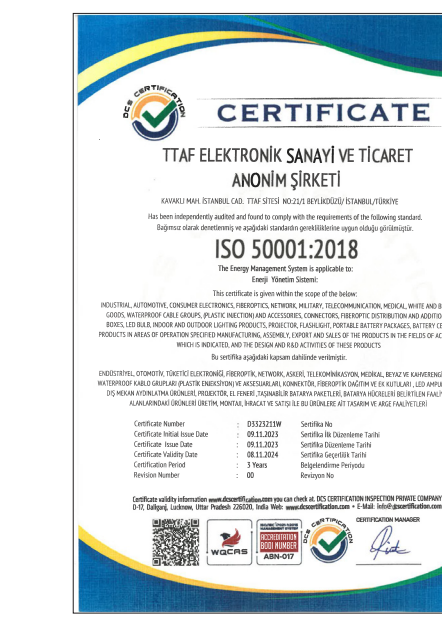 DCS CERTIFICATION
CERTIFICATE
TTAF ELEKTRONİK SANAYİ VE TİCARET
ANONİM ŞİRKETİ
KAVAKLI MAH. İSTANBUL CAD. TTAF SİTESİ NO:21/1 BEYLİKDÜZÜ/ İSTANBUL/TÜRKİYE
Has been independently audited and found to comply with the requirements of the following standard.
Bağımsız olarak denetlenmiş ve aşağıdaki standardın gerekliliklerine uygun olduğu görülmüştür.
ISO 50001:2018
The Energy Management System is applicable to:
Enerji Yönetim Sistemi:
This certificate is given within the scope of the below:
INDUSTRIAL, AUTOMOTIVE, CONSUMER ELECTRONICS, FIBEROPTICS, NETWORK, MILITARY, TELECOMMUNICATION, MEDICAL, WHITE AND B
GOODS, WATERPROOF CABLE GROUPS, (PLASTIC INJECTION) AND ACCESSORIES, CONNECTORS, FIBEROPTIC DISTRIBUTION AND ADDITIO
BOXES, LED BULB, INDOOR AND OUTDOOR LIGHTING PRODUCTS, PROJECTOR, FLASHLIGHT, PORTABLE BATTERY PACKAGES, BATTERY CE
PRODUCTS IN AREAS OF OPERATION SPECIFIED MANUFACTURING, ASSEMBLY, EXPORT AND SALES OF THE PRODUCTS IN THE FIELDS OF AC
WHICH IS INDICATED, AND THE DESIGN AND R&D ACTIVITIES OF THESE PRODUCTS
Bu sertifika aşağıdaki kapsam dahilinde verilmiştir.
ENDÜSTRİYEL, OTOMOTİV, TÜKETİCİ ELEKTRONİĞİ, FİBEROPTİK, NETWORK, ASKERİ, TELEKOMİNİKASYON, MEDİKAL, BEYAZ VE KAHVERENGİ
WATERPROOF KABLO GRUPLARI (PLASTİK ENJEKSİYON) VE AKSESUARLARI, KONNEKTÖR, FİBEROPTİK DAĞITIM VE EK KUTULARI , LED AMPU
DIŞ MEKAN AYDINLATMA ÜRÜNLERİ, PROJEKTÖR, EL FENERİ ,TAŞINABİLİR BATARYA PAKETLERİ, BATARYA HÜCRELERİ BELİRTİLEN FAALİ
ALANLARINDAKİ ÜRÜNLERİ ÜRETİM, MONTAJ, İHRACAT VE SATIŞI İLE BU ÜRÜNLERE AİT TASARIM VE ARGE FAALİYETLERİ
Certificate Number : D3323211W Sertifika No
Certificate Initial Issue Date : 09.11.2023 Sertifika İlk Düzenleme Tarihi
Certificate Issue Date : 09.11.2023 Sertifika Düzenleme Tarihi
Certificate Validity Date : 08.11.2024 Sertifika Geçerlilik Tarihi
Certification Period : 3 Years Belgelendirme Periyodu
Revision Number : 00 Revizyon No
Certificate validity information www.dcscertification.com you can check at. DCS CERTIFICATION INSPECTION PRIVATE COMPANY
D-17, Daliganj, Lucknow, Uttar Pradesh 226020, India Web: www.dcscertification.com • E-Mail: info@dcscertification.com
WQCAS
ACCREDITATION
BODI NUMBER
ABN-017
DCS CERTIFICATION
CERTIFICATION MANAGER